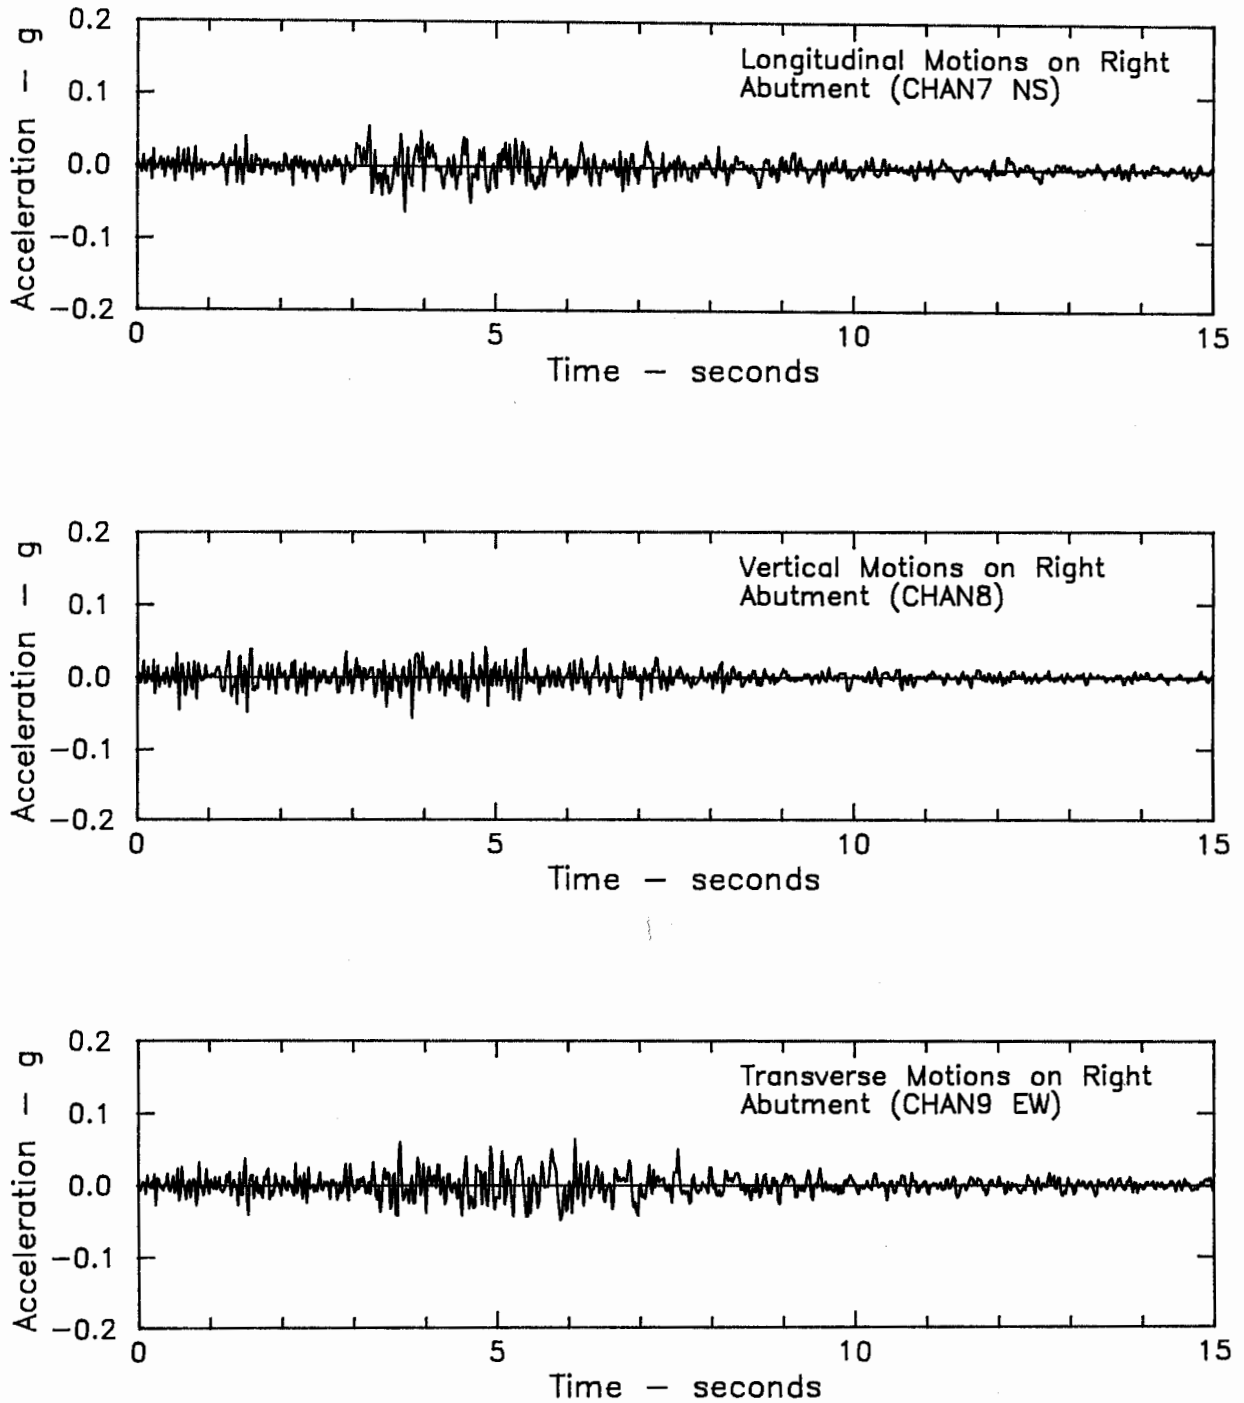 Longitudinal Motions on Right
Abutment (CHAN7 NS)
Acceleration – g
0.2
0.1
0.0
−0.1
−0.2
0 5 10 15
Time – seconds
Vertical Motions on Right
Abutment (CHAN8)
Acceleration – g
0.2
0.1
0.0
−0.1
−0.2
0 5 10 15
Time – seconds
Transverse Motions on Right
Abutment (CHAN9 EW)
Acceleration – g
0.2
0.1
0.0
−0.1
−0.2
0 5 10 15
Time – seconds